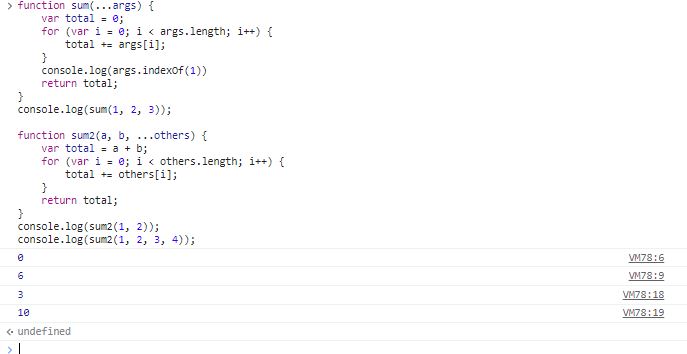 > function sum(...args) {
    var total = 0;
    for (var i = 0; i < args.length; i++) {
        total += args[i];
    }
    console.log(args.indexOf(1))
    return total;
}
console.log(sum(1, 2, 3));

function sum2(a, b, ...others) {
    var total = a + b;
    for (var i = 0; i < others.length; i++) {
        total += others[i];
    }
    return total;
}
console.log(sum2(1, 2));
console.log(sum2(1, 2, 3, 4));
0 VM78:6
6 VM78:9
3 VM78:18
10 VM78:19
undefined
>